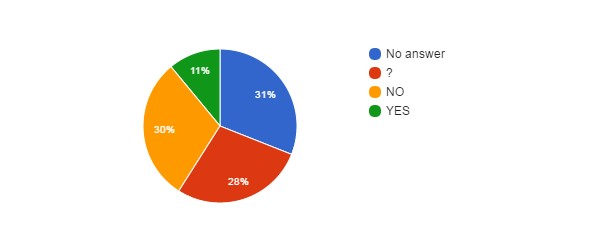 No answer
?
NO
YES
11%
31%
30%
28%